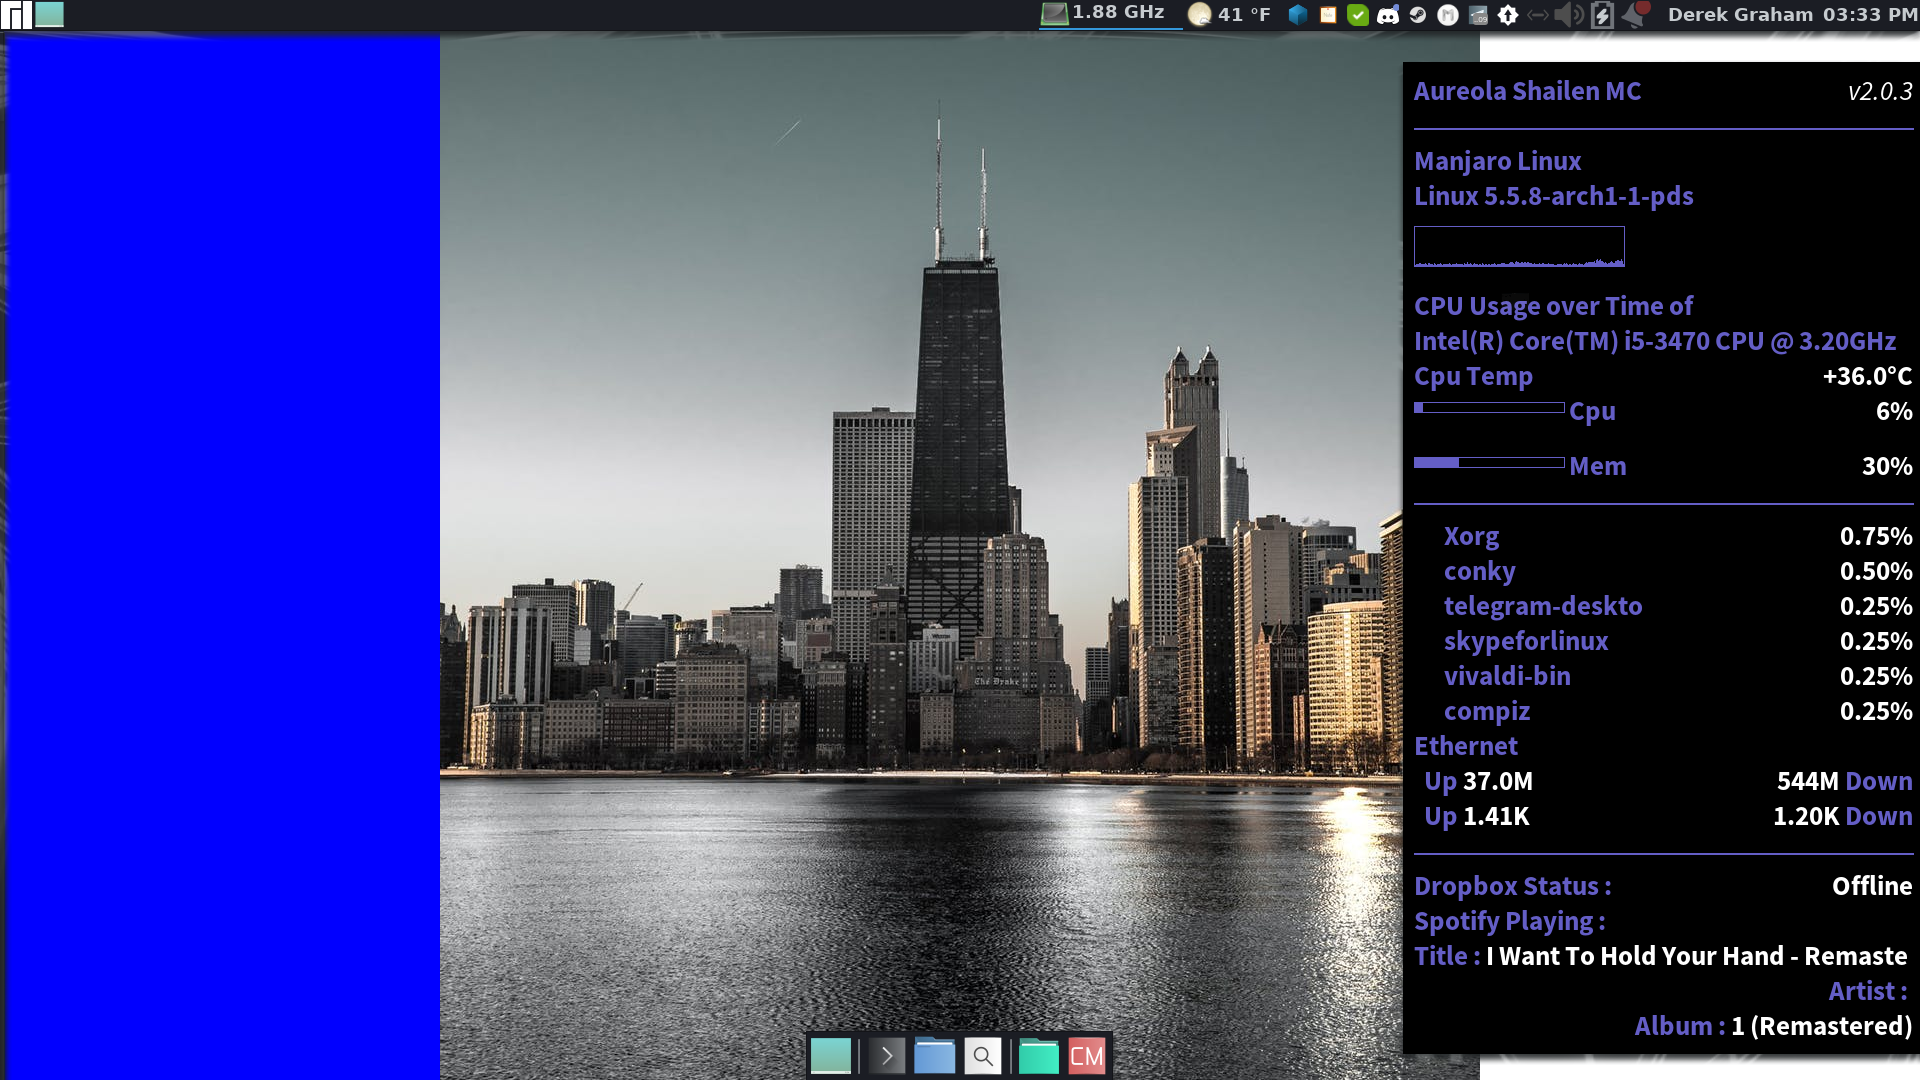 1.88 GHz
41 °F
Derek Graham 03:33 PM
Aureola Shailen MC v2.0.3
Manjaro Linux
Linux 5.5.8-arch1-1-pds
CPU Usage over Time of
Intel(R) Core(TM) i5-3470 CPU @ 3.20GHz
Cpu Temp +36.0°C
Cpu 6%
Mem 30%
Xorg 0.75%
conky 0.50%
telegram-deskto 0.25%
skypeforlinux 0.25%
vivaldi-bin 0.25%
compiz 0.25%
Ethernet
Up 37.0M 544M Down
Up 1.41K 1.20K Down
Dropbox Status : Offline
Spotify Playing :
Title : I Want To Hold Your Hand - Remaste
Artist :
Album : 1 (Remastered)
The Drake
CM